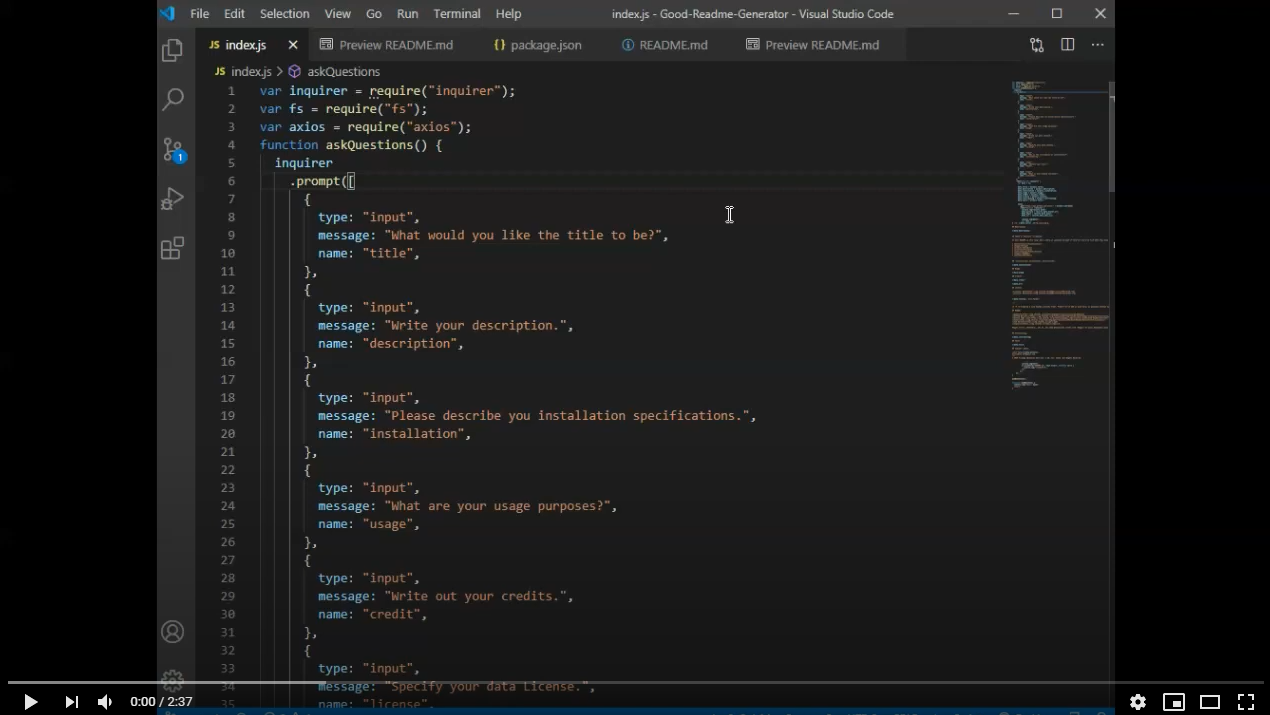 File Edit Selection View Go Run Terminal Help index.js - Good-Readme-Generator - Visual Studio Code
JS index.js Preview README.md {} package.json README.md Preview README.md
JS index.js > askQuestions
1 var inquirer = require("inquirer");
2 var fs = require("fs");
3 var axios = require("axios");
4 function askQuestions() {
5 inquirer
6 .prompt([
7 {
8 type: "input",
9 message: "What would you like the title to be?",
10 name: "title",
11 },
12 {
13 type: "input",
14 message: "Write your description.",
15 name: "description",
16 },
17 {
18 type: "input",
19 message: "Please describe you installation specifications.",
20 name: "installation",
21 },
22 {
23 type: "input",
24 message: "What are your usage purposes?",
25 name: "usage",
26 },
27 {
28 type: "input",
29 message: "Write out your credits.",
30 name: "credit",
31 },
32 {
33 type: "input",
34 message: "Specify your data License.",
35 name: "license",
1
0:00 / 2:37